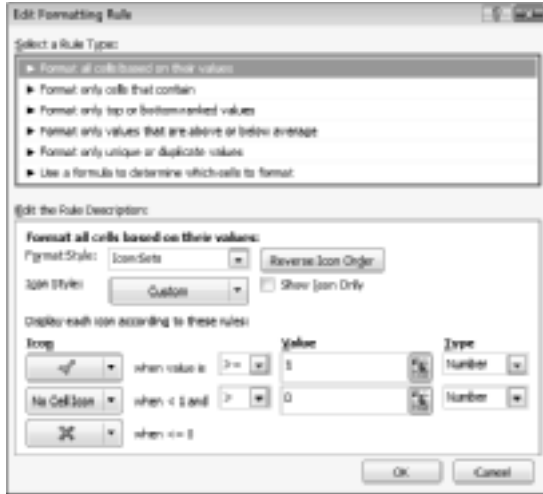 Edit Formatting Rule
Select a Rule Type:
► Format all cells based on their values
► Format only cells that contain
► Format only top or bottom ranked values
► Format only values that are above or below average
► Format only unique or duplicate values
► Use a formula to determine which cells to format
Edit the Rule Description:
Format all cells based on their values:
Format Style: Icon Sets Reverse Icon Order
Icon Style: Custom Show Icon Only
Display each icon according to these rules:
Icon Value Type
when value is >= 1 Number
No Cell Icon when < 1 and > 0 Number
when <= 0
OK Cancel